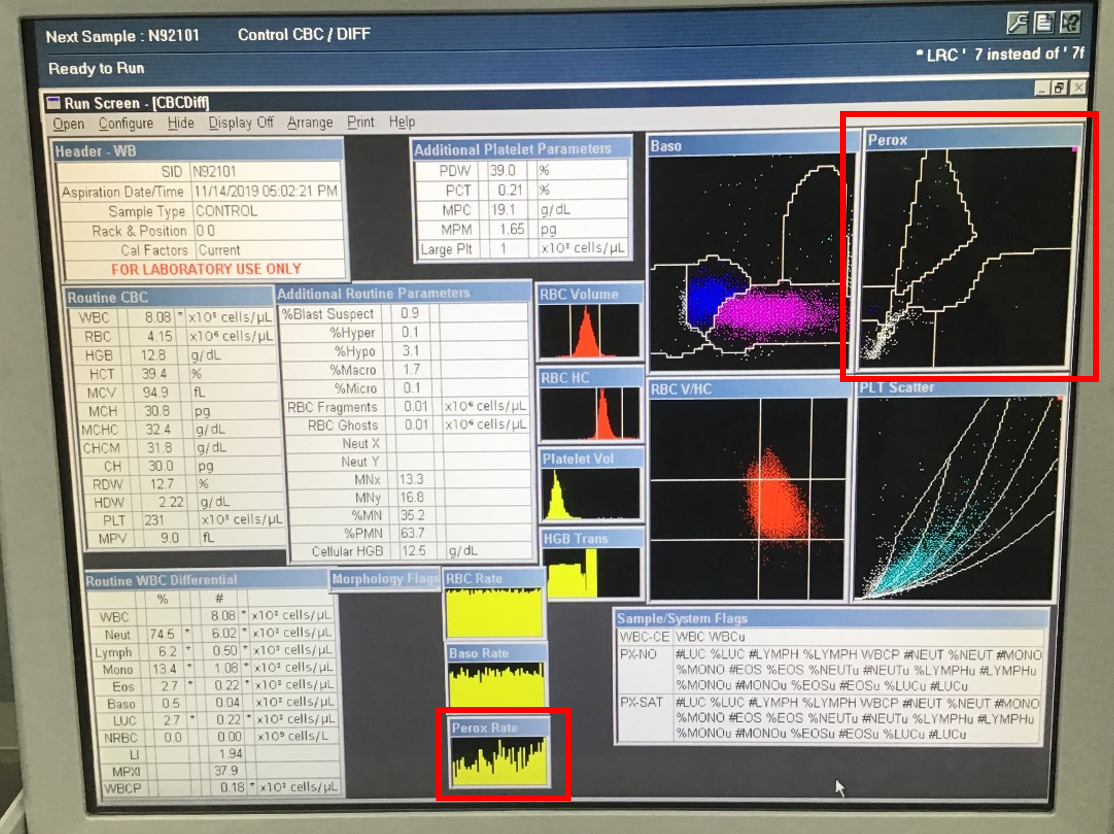 Next Sample : N92101 Control CBC / DIFF
Ready to Run
* LRC ' 7 instead of ' 7f
Run Screen - [CBCDiff]
Open Configure Hide Display Off Arrange Print Help
Header - WB
SID N92101
Aspiration Date/Time 11/14/2019 05:02:21 PM
Sample Type CONTROL
Rack & Position 0 0
Cal Factors Current
FOR LABORATORY USE ONLY
Additional Platelet Parameters
PDW 39.0 %
PCT 0.21 %
MPC 19.1 g/dL
MPM 1.65 pg
Large Plt 1 x10³ cells/µL
Baso
Perox
Routine CBC
WBC 8.08 * x10³ cells/µL
RBC 4.15 x10⁶ cells/µL
HGB 12.8 g/dL
HCT 39.4 %
MCV 94.9 fL
MCH 30.8 pg
MCHC 32.4 g/dL
CHCM 31.8 g/dL
CH 30.0 pg
RDW 12.7 %
HDW 2.22 g/dL
PLT 231 x10³ cells/µL
MPV 9.0 fL
Additional Routine Parameters
%Blast Suspect 0.9
%Hyper 0.1
%Hypo 3.1
%Macro 1.7
%Micro 0.1
RBC Fragments 0.01 x10⁶ cells/µL
RBC Ghosts 0.01 x10⁶ cells/µL
Neut X
Neut Y
MNx 13.3
MNy 16.8
%MN 35.2
%PMN 63.7
Cellular HGB 12.5 g/dL
RBC Volume
RBC HC
Platelet Vol
HGB Trans
RBC V/HC
PLT Scatter
Routine WBC Differential
% #
WBC 8.08 * x10³ cells/µL
Neut 74.5 * 6.02 * x10³ cells/µL
Lymph 6.2 * 0.50 * x10³ cells/µL
Mono 13.4 * 1.08 * x10³ cells/µL
Eos 2.7 * 0.22 * x10³ cells/µL
Baso 0.5 0.04 x10³ cells/µL
LUC 2.7 * 0.22 * x10³ cells/µL
NRBC 0.0 0.00 x10⁹ cells/L
LI 1.94
MPXI 37.9
WBCP 0.18 * x10³ cells/µL
Morphology Flags
RBC Rate
Baso Rate
Perox Rate
Sample/System Flags
WBC-CE WBC WBCu
PX-NO #LUC %LUC #LYMPH %LYMPH WBCP #NEUT %NEUT #MONO
%MONO #EOS %EOS %NEUTu #NEUTu %LYMPHu #LYMPHu
%MONOu #MONOu %EOSu #EOSu %LUCu #LUCu
PX-SAT #LUC %LUC #LYMPH %LYMPH WBCP #NEUT %NEUT #MONO
%MONO #EOS %EOS %NEUTu #NEUTu %LYMPHu #LYMPHu
%MONOu #MONOu %EOSu #EOSu %LUCu #LUCu